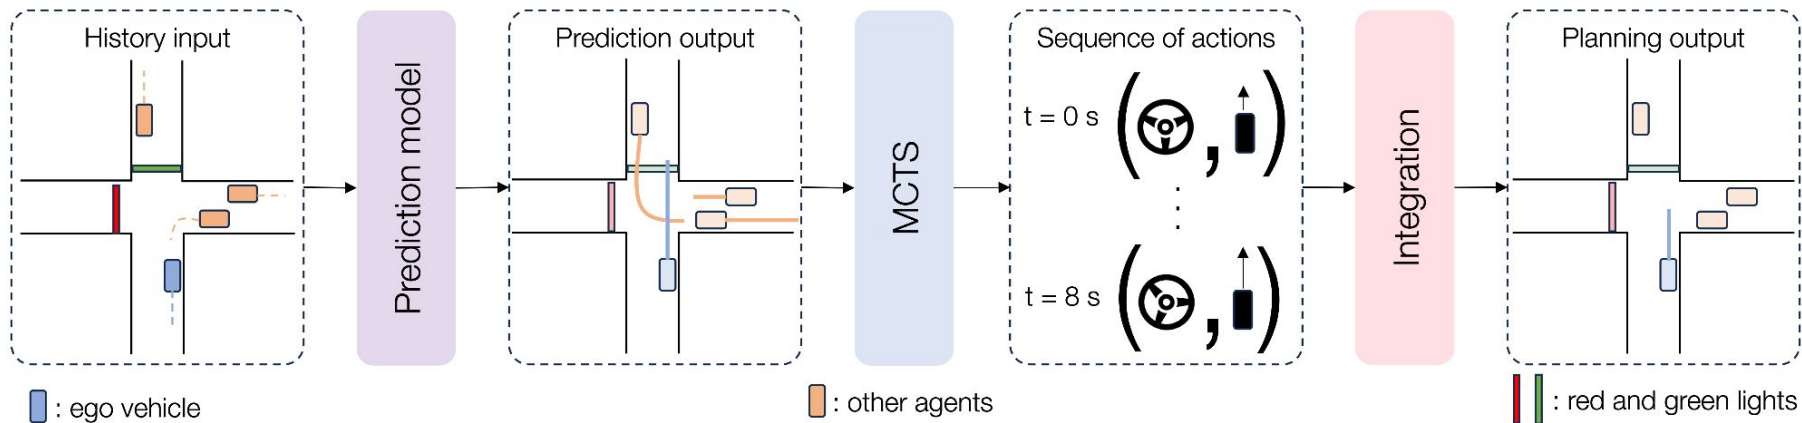 History input
Prediction model
Prediction output
MCTS
Sequence of actions
t = 0 s ( , )
:
t = 8 s ( , )
Integration
Planning output
: ego vehicle
: other agents
: red and green lights